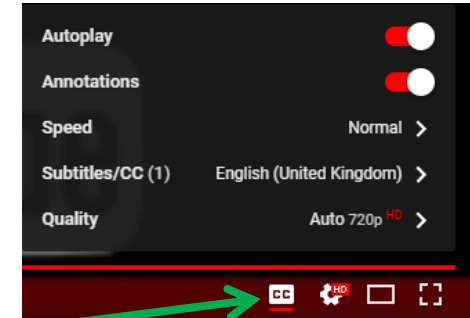 Autoplay
Annotations
Speed Normal
Subtitles/CC (1) English (United Kingdom)
Quality Auto 720p HD
CC HD